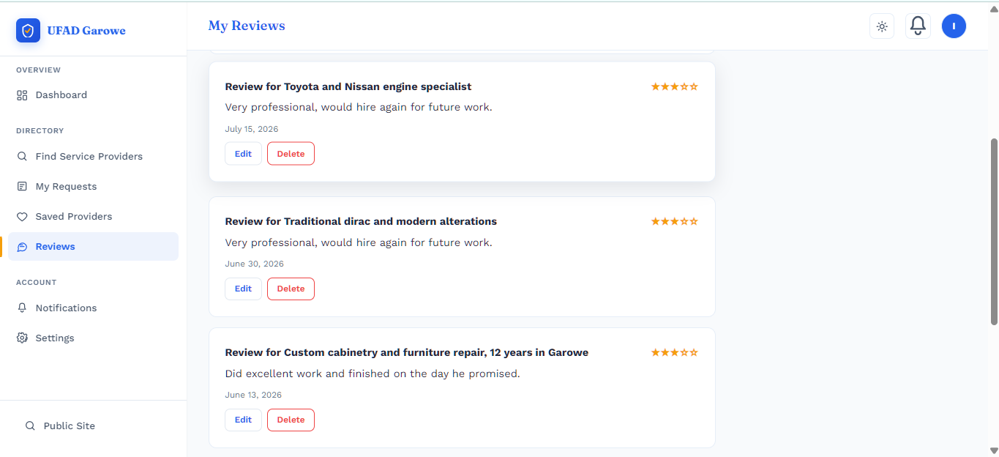 UFAD Garowe
OVERVIEW
Dashboard
DIRECTORY
Find Service Providers
My Requests
Saved Providers
Reviews
ACCOUNT
Notifications
Settings
Public Site
My Reviews
I
Review for Toyota and Nissan engine specialist ★★★☆☆
Very professional, would hire again for future work.
July 15, 2026
Edit Delete
Review for Traditional dirac and modern alterations ★★★☆☆
Very professional, would hire again for future work.
June 30, 2026
Edit Delete
Review for Custom cabinetry and furniture repair, 12 years in Garowe ★★★☆☆
Did excellent work and finished on the day he promised.
June 13, 2026
Edit Delete